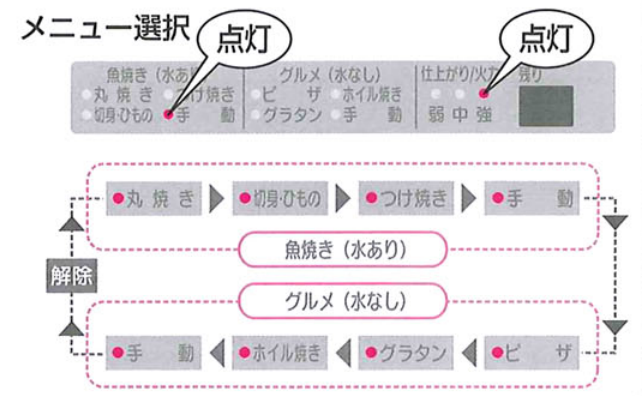 メニュー選択
点灯
点灯
魚焼き（水あり）
グルメ（水なし）
仕上がり/火力
残り
丸焼き
つけ焼き
ピザ
ホイル焼き
切身・ひもの
手動
グラタン
手動
弱 中 強
丸焼き
切身・ひもの
つけ焼き
手動
魚焼き（水あり）
解除
グルメ（水なし）
手動
ホイル焼き
グラタン
ピザ